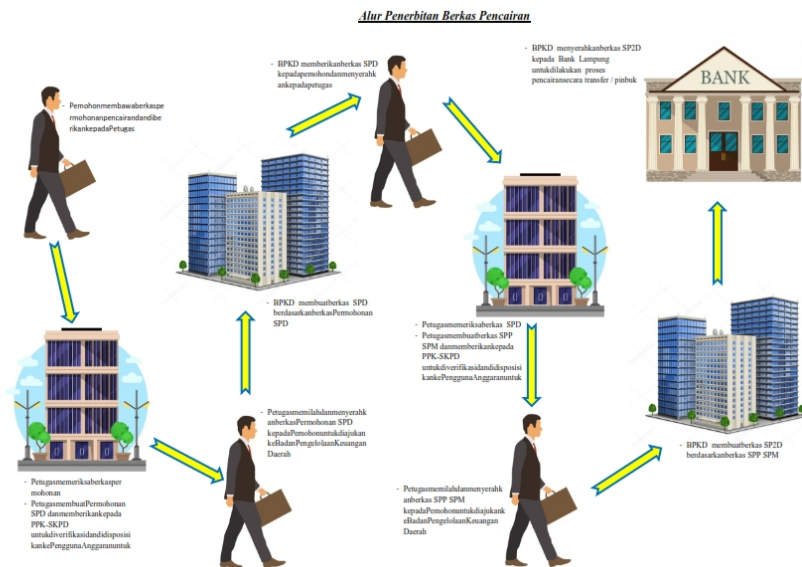 Alur Penerbitan Berkas Pencairan
- Pemohonmembawaberkaspe
rmohonanpencairandandibe
rikankepadaPetugas
- Petugasmemeriksaberkasper
mohonan
- PetugasmembuatPermohonan
SPD danmemberikankepada
PPK-SKPD
untukdiverifikasidandidisposisi
kankePenggunaAnggaranuntuk
- Petugasmemilahdanmenyerahk
anberkasPermohonan SPD
kepadaPemohonuntukdiajukan
keBadanPengelolaanKeuangan
Daerah
- BPKD membuatberkas SPD
berdasarkanberkasPermohonan
SPD
- BPKD memberikanberkas SPD
kepadapemohondanmenyerahk
ankepadapetugas
- Petugasmemeriksaberkas SPD
- Petugasmembuatberkas SPP
SPM danmemberikankepada
PPK-SKPD
untukdiverifikasidandidisposisi
kankePenggunaAnggaranuntuk
- Petugasmemilahdanmenyerahk
anberkas SPP SPM
kepadaPemohonuntukdiajukank
eBadanPengelolaanKeuangan
Daerah
- BPKD membuatberkas SP2D
berdasarkanberkas SPP SPM
- BPKD menyerahkanberkas SP2D
kepada Bank Lampung
untukdilakukan proses
pencairansecara transfer / pinbuk
BANK